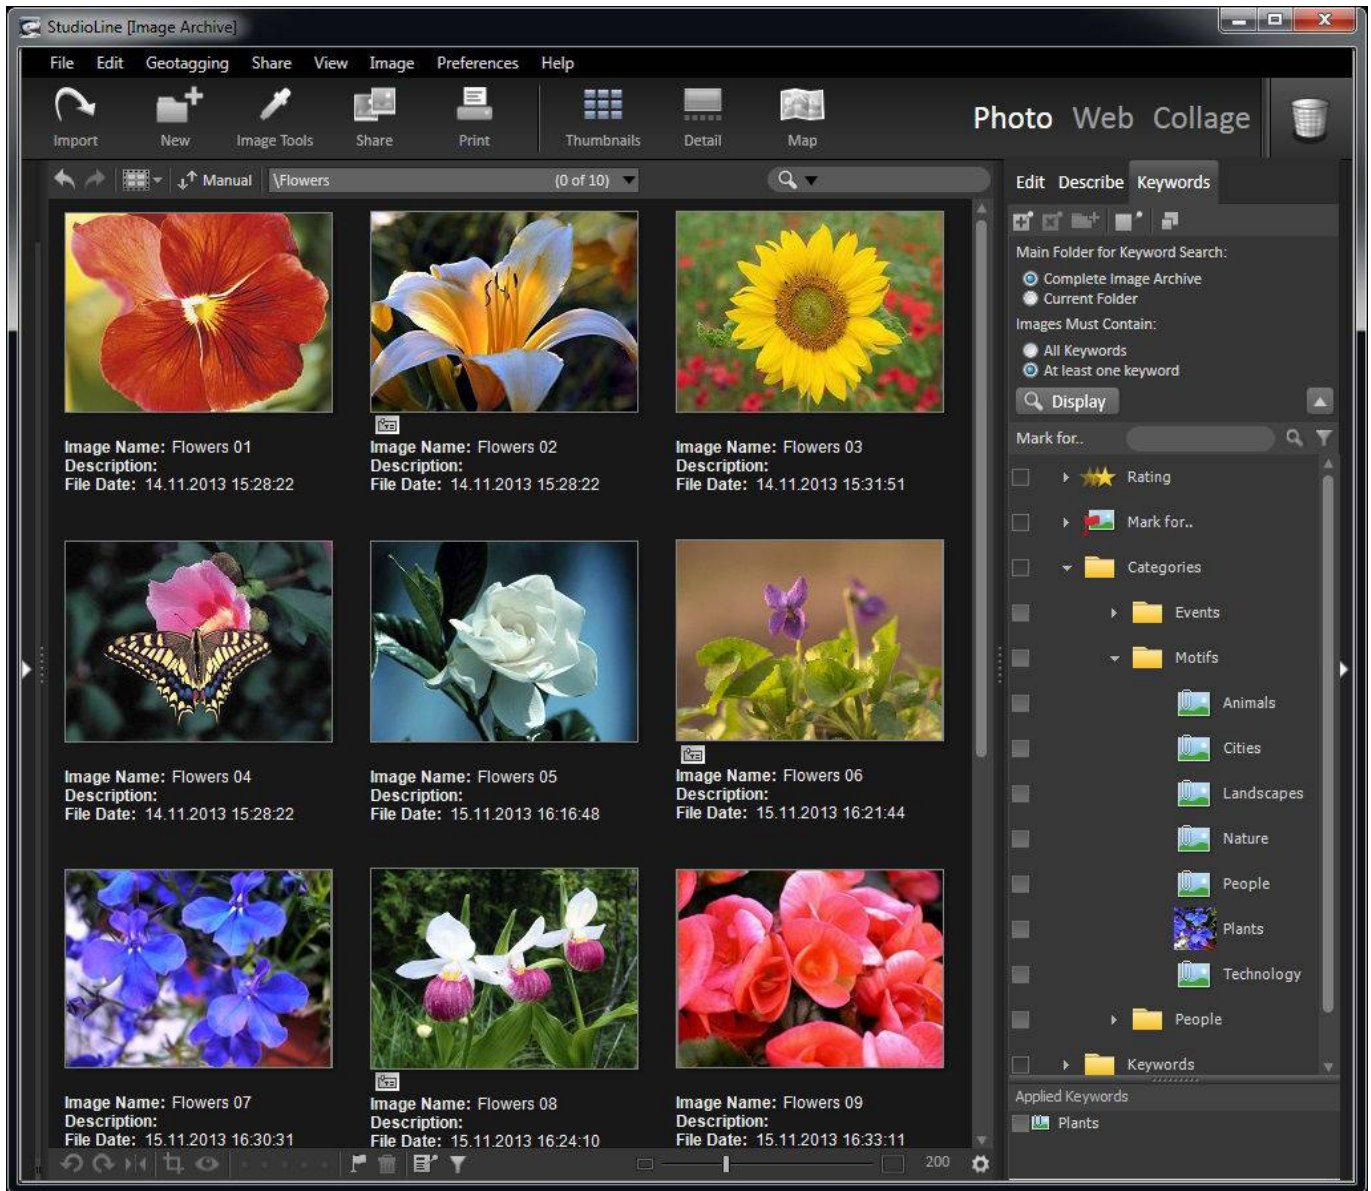 StudioLine [Image Archive]
File Edit Geotagging Share View Image Preferences Help
Import New Image Tools Share Print Thumbnails Detail Map
Photo Web Collage
Manual \Flowers (0 of 10)
Edit Describe Keywords
Main Folder for Keyword Search:
Complete Image Archive
Current Folder
Images Must Contain:
All Keywords
At least one keyword
Display
Mark for..
Rating
Mark for..
Categories
Events
Motifs
Animals
Cities
Landscapes
Nature
People
Plants
Technology
People
Keywords
Applied Keywords
Plants
Image Name: Flowers 01
Description:
File Date: 14.11.2013 15:28:22
Image Name: Flowers 02
Description:
File Date: 14.11.2013 15:28:22
Image Name: Flowers 03
Description:
File Date: 14.11.2013 15:31:51
Image Name: Flowers 04
Description:
File Date: 14.11.2013 15:28:22
Image Name: Flowers 05
Description:
File Date: 15.11.2013 16:16:48
Image Name: Flowers 06
Description:
File Date: 15.11.2013 16:21:44
Image Name: Flowers 07
Description:
File Date: 15.11.2013 16:30:31
Image Name: Flowers 08
Description:
File Date: 15.11.2013 16:24:10
Image Name: Flowers 09
Description:
File Date: 15.11.2013 16:33:11
200